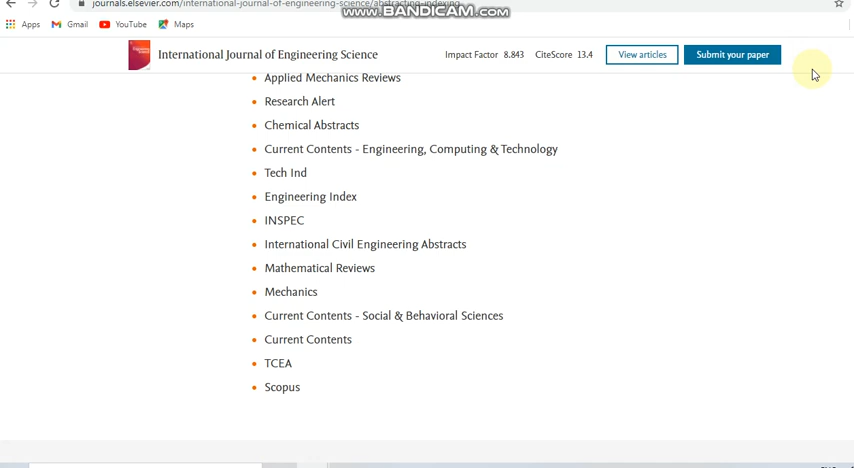 journals.elsevier.com/international-journal-of-engineering-science/abstracting-indexing
www.BANDICAM.com
Apps Gmail YouTube Maps
International Journal of Engineering Science Impact Factor 8.843 CiteScore 13.4 View articles Submit your paper
Applied Mechanics Reviews
Research Alert
Chemical Abstracts
Current Contents - Engineering, Computing & Technology
Tech Ind
Engineering Index
INSPEC
International Civil Engineering Abstracts
Mathematical Reviews
Mechanics
Current Contents - Social & Behavioral Sciences
Current Contents
TCEA
Scopus